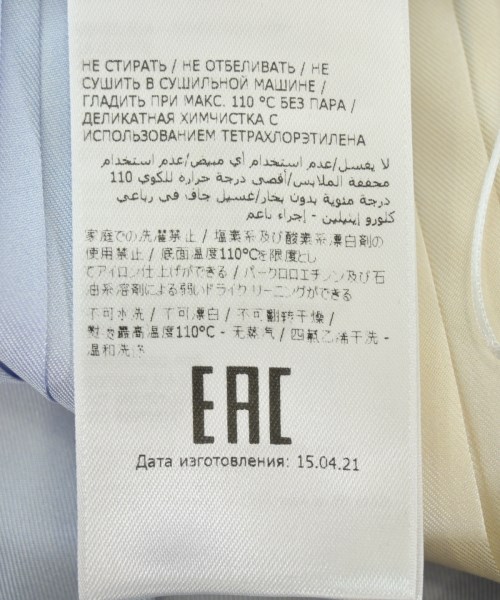 НЕ СТИРАТЬ / НЕ ОТБЕЛИВАТЬ / НЕ
СУШИТЬ В СУШИЛЬНОЙ МАШИНЕ /
ГЛАДИТЬ ПРИ МАКС. 110 ºC БЕЗ ПАРА /
ДЕЛИКАТНАЯ ХИМЧИСТКА С
ИСПОЛЬЗОВАНИЕМ ТЕТРАХЛОРЭТИЛЕНА
لا يغسل/عدم استخدام أي مبيض/عدم استخدام
مجففة الملابس/أقصى درجة حرارة للكوي 110
درجة مئوية بدون بخار/غسيل جاف في رباعي
كلورو إيثيلين - إجراء ناعم
家庭での洗濯禁止 / 塩素系及び酸素系漂白剤の
使用禁止 / 底面温度110ºCを限度とし
てアイロン仕上げができる / パークロロエチレン及び石
油系溶剤による弱いドライクリーニングができる
不可水洗 / 不可漂白 / 不可翻转干燥 /
熨烫最高温度110ºC - 无蒸汽 / 四氯乙烯干洗 -
温和洗涤
EAC
Дата изготовления: 15.04.21